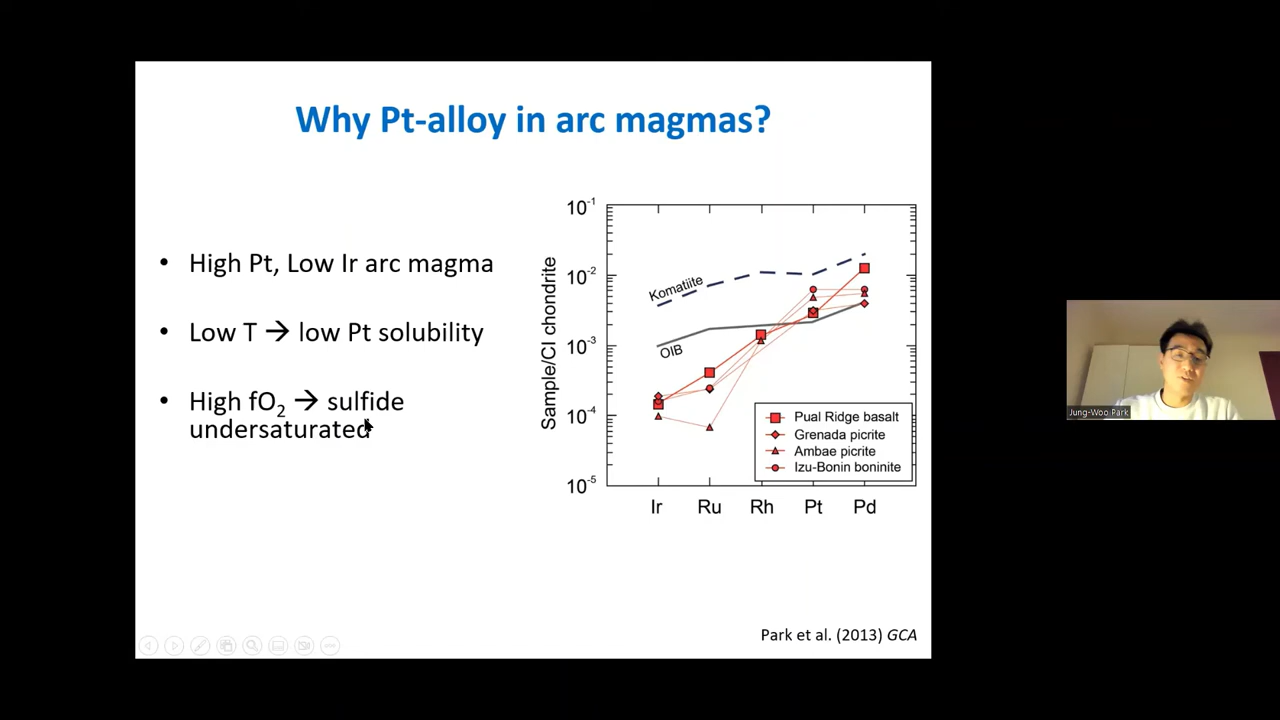 Why Pt-alloy in arc magmas?
• High Pt, Low Ir arc magma
• Low T → low Pt solubility
• High fO₂ → sulfide
undersaturated
Sample/CI chondrite
10⁻¹
10⁻²
10⁻³
10⁻⁴
10⁻⁵
Komatiite
OIB
Pual Ridge basalt
Grenada picrite
Ambae picrite
Izu-Bonin boninite
Ir Ru Rh Pt Pd
Park et al. (2013) GCA
Jung-Woo Park